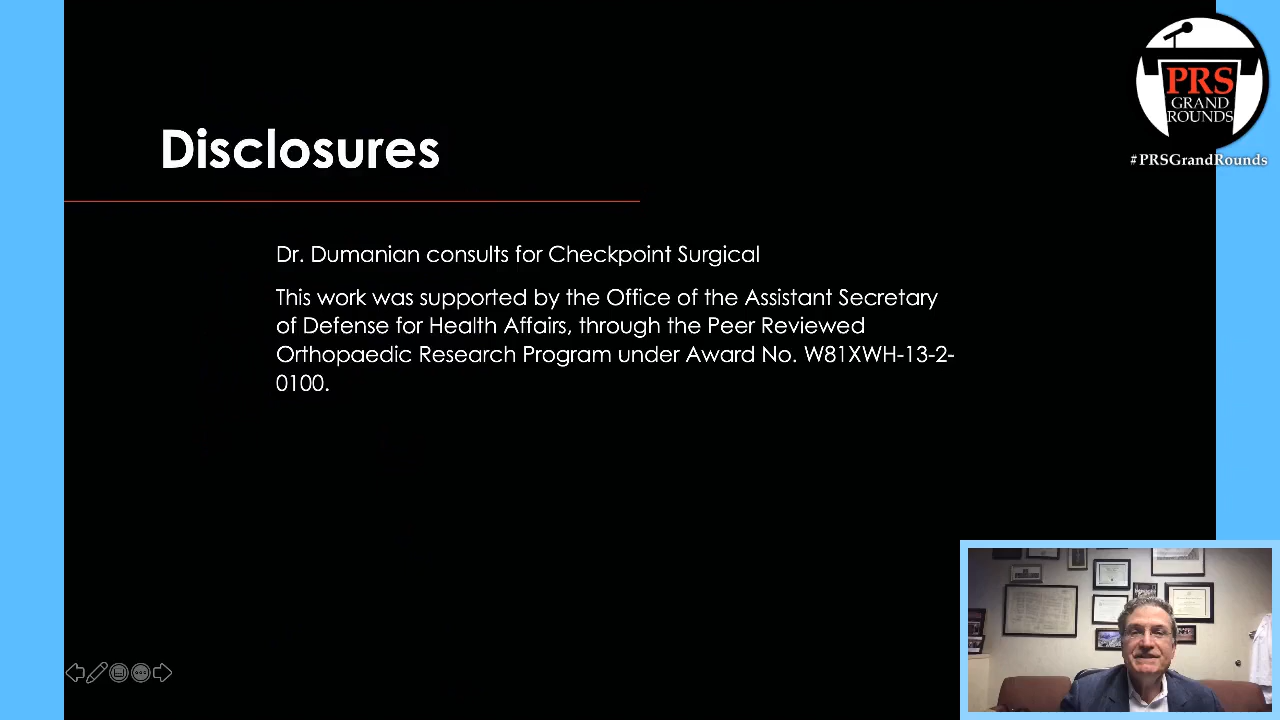 PRS
GRAND
ROUNDS
#PRSGrandRounds
Disclosures
Dr. Dumanian consults for Checkpoint Surgical
This work was supported by the Office of the Assistant Secretary
of Defense for Health Affairs, through the Peer Reviewed
Orthopaedic Research Program under Award No. W81XWH-13-2-
0100.